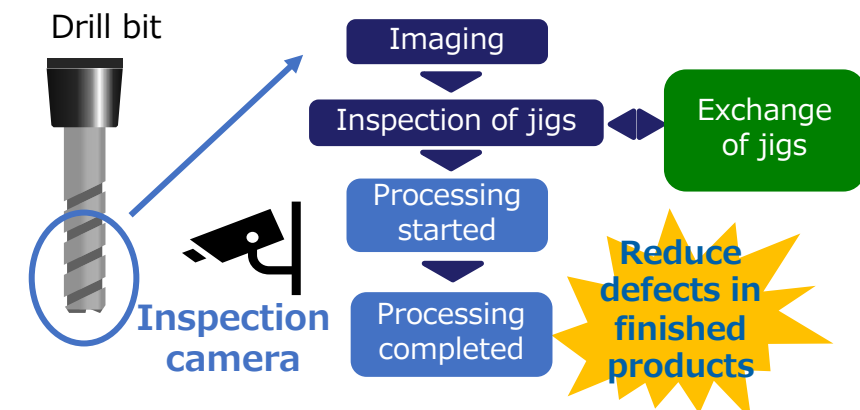 Drill bit
Imaging
Inspection of jigs
Exchange
of jigs
Processing
started
Inspection
camera
Processing
completed
Reduce
defects in
finished
products